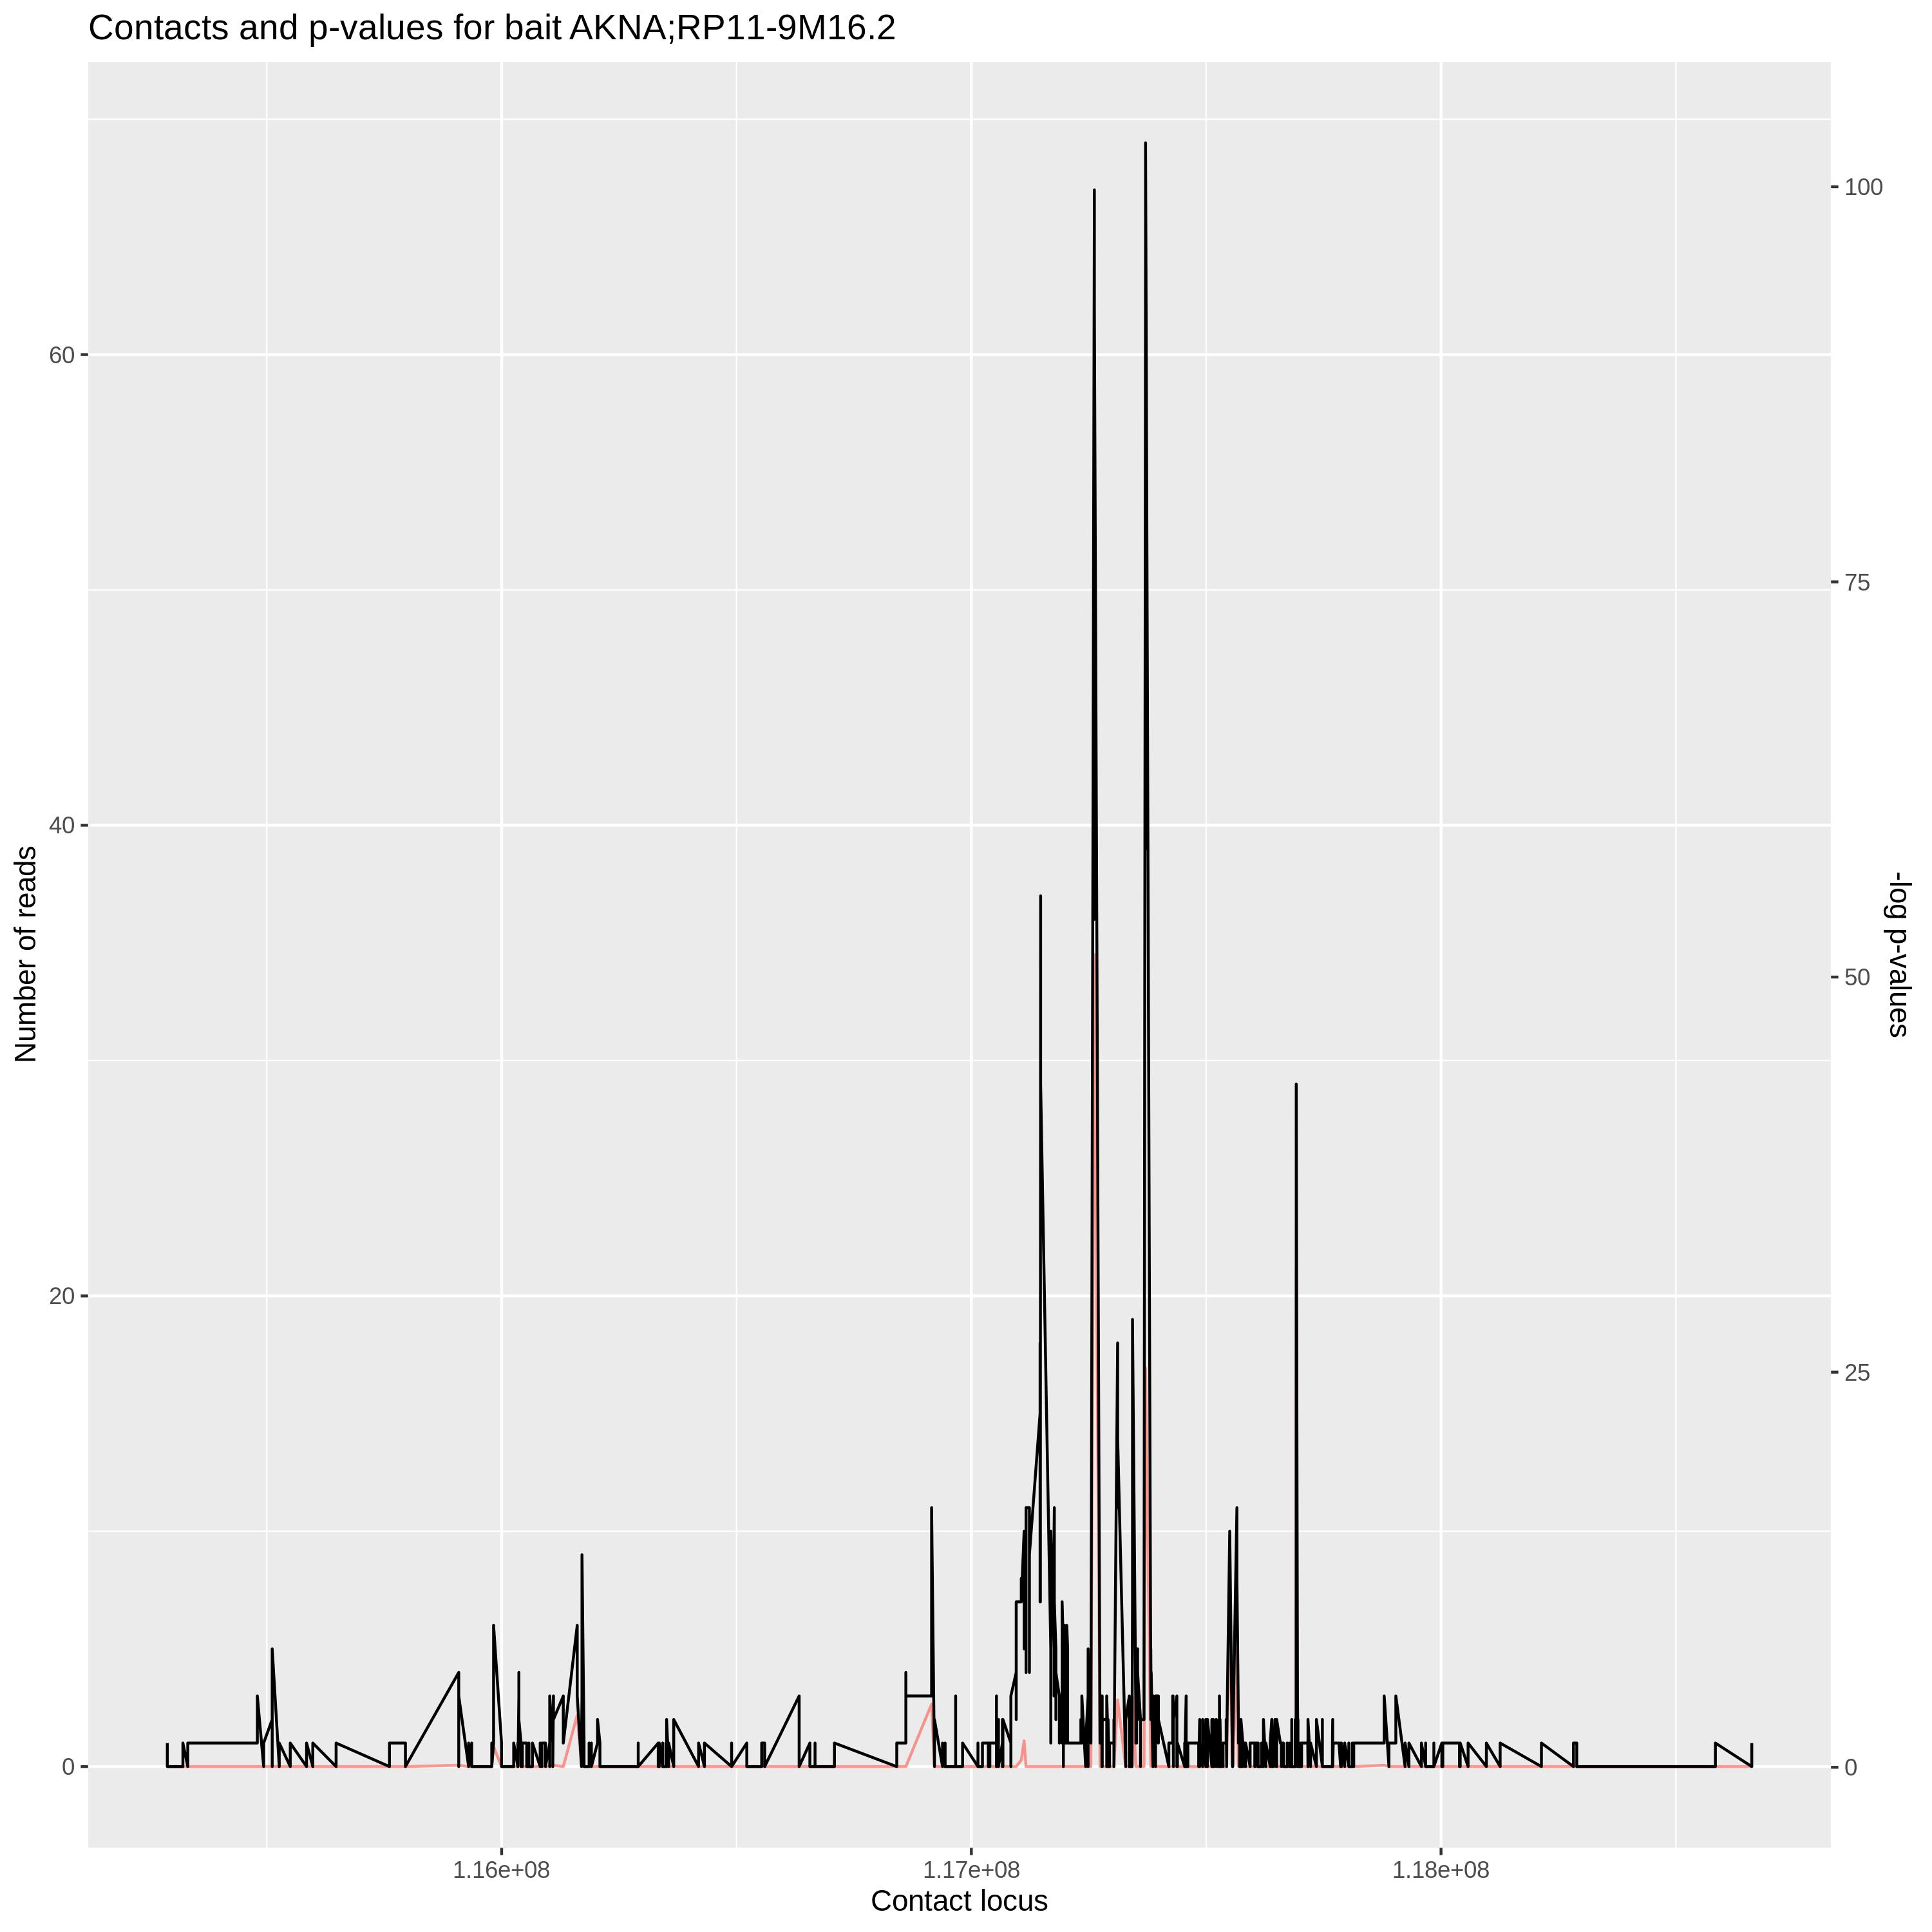 Contacts and p-values for bait AKNA;RP11-9M16.2
100
60
75
40
Number of reads
-log p-values
50
20
25
0
0
1.16e+08
1.17e+08
1.18e+08
Contact locus